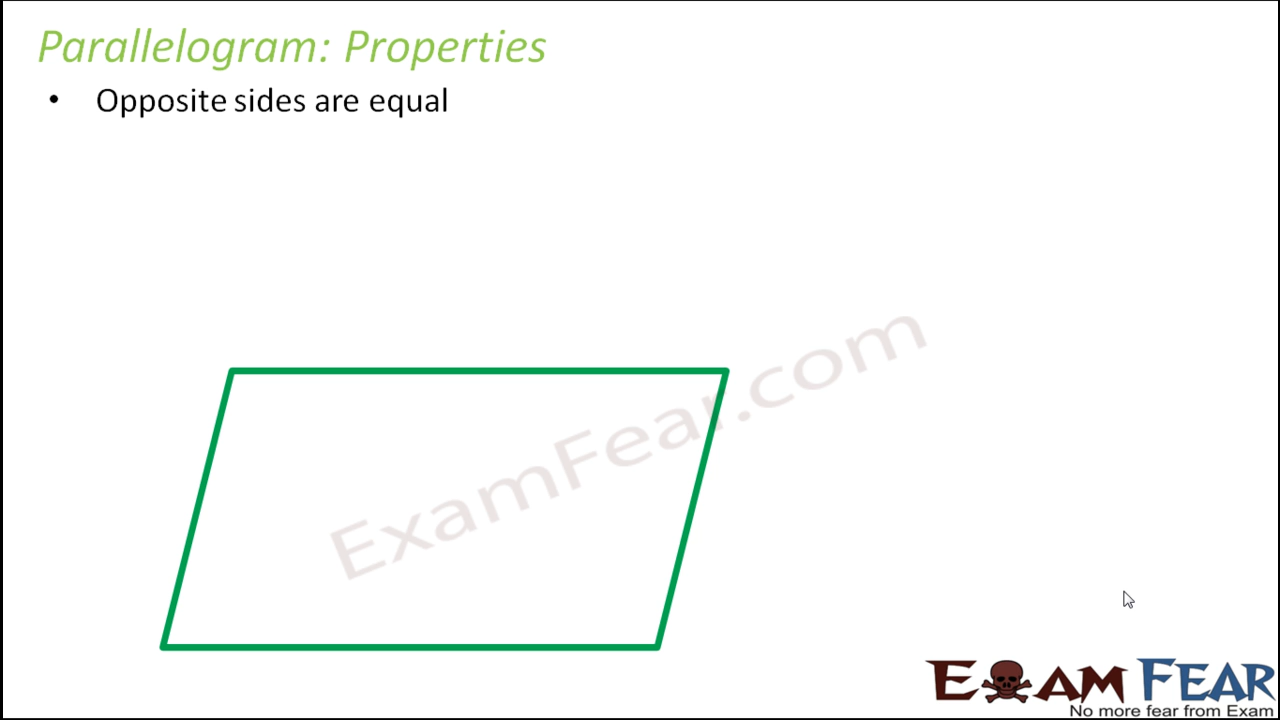 Parallelogram: Properties
• Opposite sides are equal
ExamFear.com
EXAM FEAR
No more fear from Exam